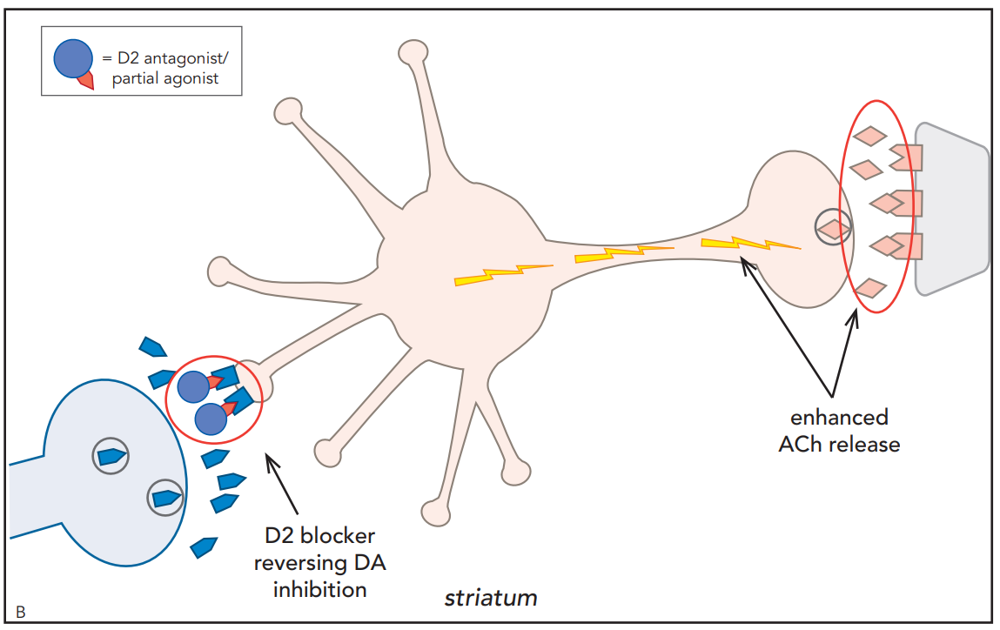 = D2 antagonist/
partial agonist
enhanced
ACh release
D2 blocker
reversing DA
inhibition
striatum
B